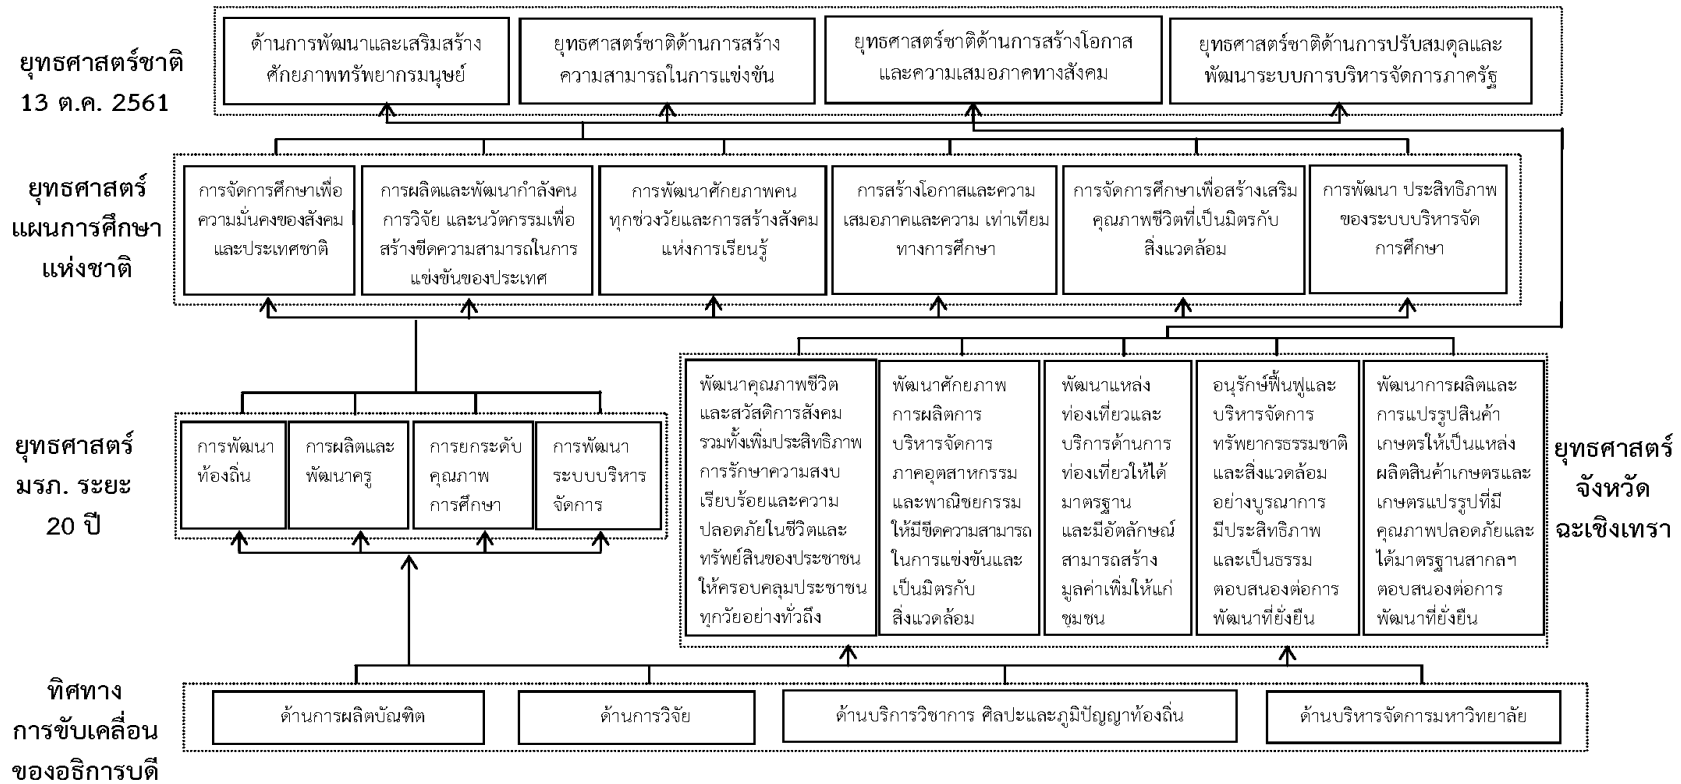 ยุทธศาสตร์ชาติ
13 ต.ค. 2561
ด้านการพัฒนาและเสริมสร้าง
ศักยภาพทรัพยากรมนุษย์
ยุทธศาสตร์ชาติด้านการสร้าง
ความสามารถในการแข่งขัน
ยุทธศาสตร์ชาติด้านการสร้างโอกาส
และความเสมอภาคทางสังคม
ยุทธศาสตร์ชาติด้านการปรับสมดุลและ
พัฒนาระบบการบริหารจัดการภาครัฐ
ยุทธศาสตร์
แผนการศึกษา
แห่งชาติ
การจัดการศึกษาเพื่อ
ความมั่นคงของสังคม
และประเทศชาติ
การผลิตและพัฒนากำลังคน
การวิจัย และนวัตกรรมเพื่อ
สร้างขีดความสามารถในการ
แข่งขันของประเทศ
การพัฒนาศักยภาพคน
ทุกช่วงวัยและการสร้างสังคม
แห่งการเรียนรู้
การสร้างโอกาสและความ
เสมอภาคและความ เท่าเทียม
ทางการศึกษา
การจัดการศึกษาเพื่อสร้างเสริม
คุณภาพชีวิตที่เป็นมิตรกับ
สิ่งแวดล้อม
การพัฒนา ประสิทธิภาพ
ของระบบบริหารจัด
การศึกษา
ยุทธศาสตร์
มรภ. ระยะ
20 ปี
การพัฒนา
ท้องถิ่น
การผลิตและ
พัฒนาครู
การยกระดับ
คุณภาพ
การศึกษา
การพัฒนา
ระบบบริหาร
จัดการ
พัฒนาคุณภาพชีวิต
และสวัสดิการสังคม
รวมทั้งเพิ่มประสิทธิภาพ
การรักษาความสงบ
เรียบร้อยและความ
ปลอดภัยในชีวิตและ
ทรัพย์สินของประชาชน
ให้ครอบคลุมประชาชน
ทุกวัยอย่างทั่วถึง
พัฒนาศักยภาพ
การผลิตการ
บริหารจัดการ
ภาคอุตสาหกรรม
และพาณิชยกรรม
ให้มีขีดความสามารถ
ในการแข่งขันและ
เป็นมิตรกับ
สิ่งแวดล้อม
พัฒนาแหล่ง
ท่องเที่ยวและ
บริการด้านการ
ท่องเที่ยวให้ได้
มาตรฐาน
และมีอัตลักษณ์
สามารถสร้าง
มูลค่าเพิ่มให้แก่
ชุมชน
อนุรักษ์ฟื้นฟูและ
บริหารจัดการ
ทรัพยากรธรรมชาติ
และสิ่งแวดล้อม
อย่างบูรณาการ
มีประสิทธิภาพ
และเป็นธรรม
ตอบสนองต่อการ
พัฒนาที่ยั่งยืน
พัฒนาการผลิตและ
การแปรรูปสินค้า
เกษตรให้เป็นแหล่ง
ผลิตสินค้าเกษตรและ
เกษตรแปรรูปที่มี
คุณภาพปลอดภัยและ
ได้มาตรฐานสากลฯ
ตอบสนองต่อการ
พัฒนาที่ยั่งยืน
ยุทธศาสตร์
จังหวัด
ฉะเชิงเทรา
ทิศทาง
การขับเคลื่อน
ของอธิการบดี
ด้านการผลิตบัณฑิต
ด้านการวิจัย
ด้านบริการวิชาการ ศิลปะและภูมิปัญญาท้องถิ่น
ด้านบริหารจัดการมหาวิทยาลัย